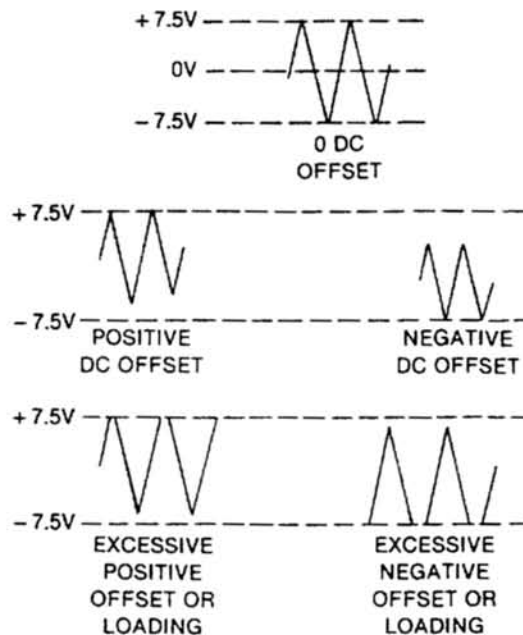 +7.5V
0V
-7.5V
0 DC
OFFSET
+7.5V
-7.5V
POSITIVE
DC OFFSET
NEGATIVE
DC OFFSET
+7.5V
-7.5V
EXCESSIVE
POSITIVE
OFFSET OR
LOADING
EXCESSIVE
NEGATIVE
OFFSET OR
LOADING